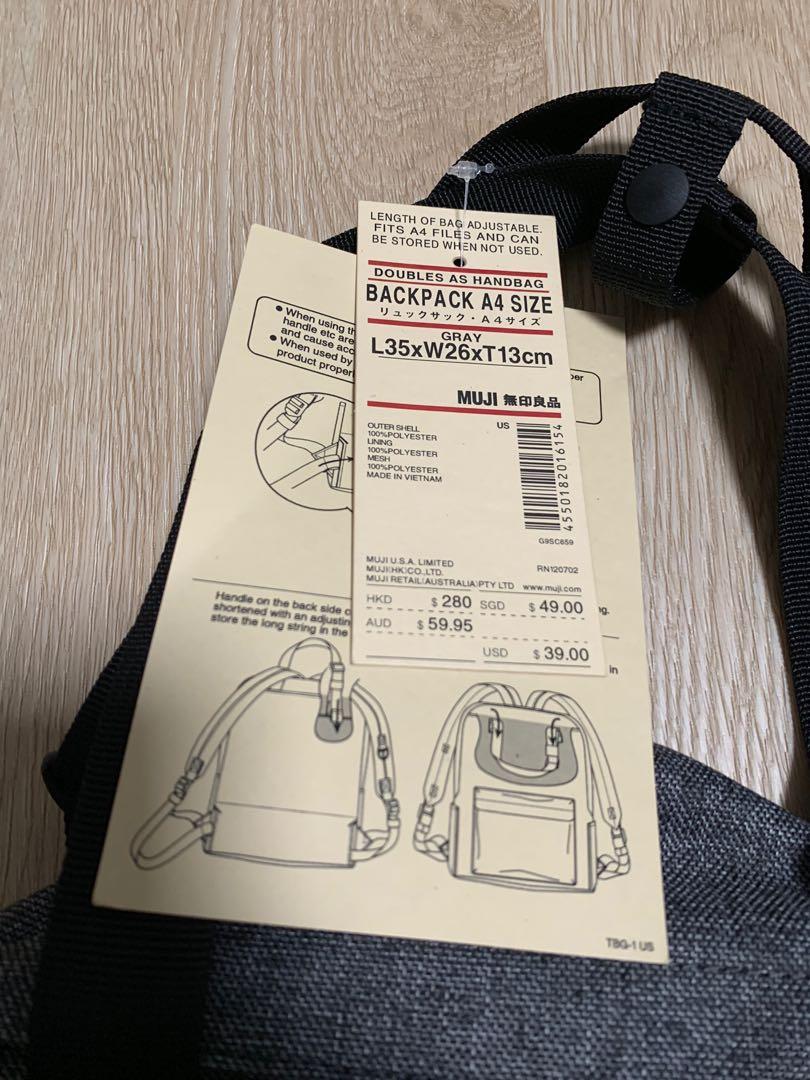 LENGTH OF BAG ADJUSTABLE.
FITS A4 FILES AND CAN
BE STORED WHEN NOT USED.
DOUBLES AS HANDBAG
BACKPACK A4 SIZE
リュックサック・A4サイズ
GRAY
L35xW26xT13cm
MUJI 無印良品
OUTER SHELL
100%POLYESTER
LINING
100%POLYESTER
MESH
100%POLYESTER
MADE IN VIETNAM
US
4550182016154
G9SC659
MUJI U.S.A. LIMITED
MUJI(HK)CO.,LTD.
RN120702
MUJI RETAIL(AUSTRALIA)PTY LTD www.muji.com
HKD $ 280 SGD $ 49.00
AUD $ 59.95
USD $ 39.00
• When using
handle etc are
and cause
• When used by
product
Handle on the back side
shortened with an
store the long string in the
in
TBG-1 US